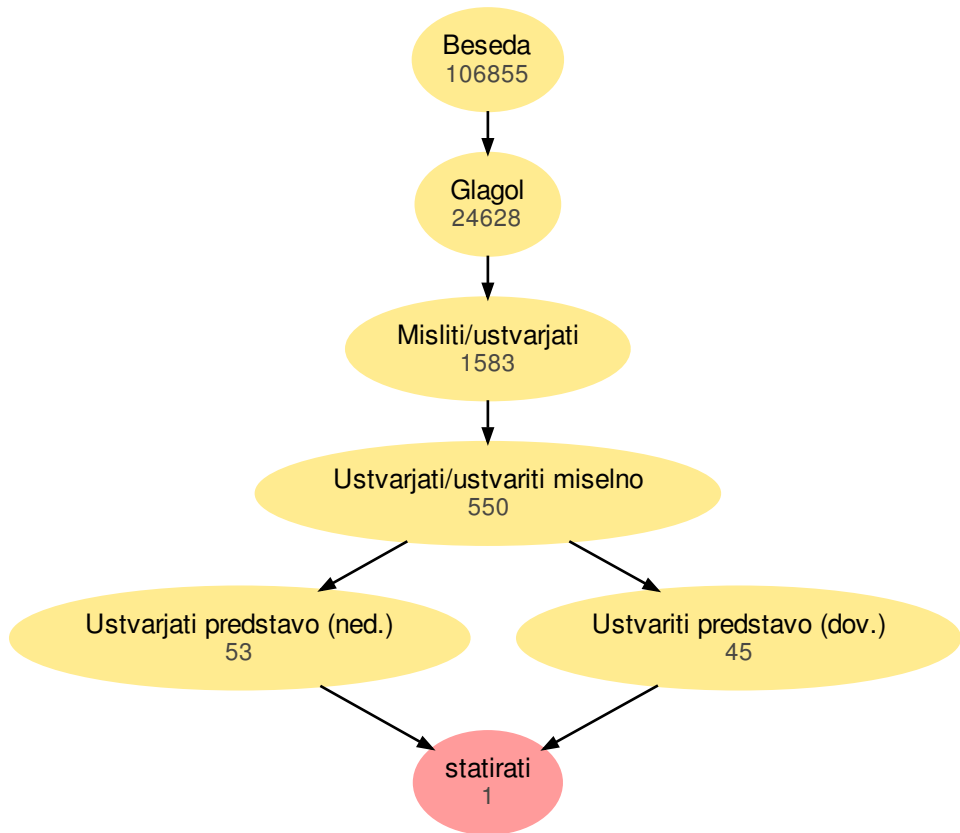 Beseda
106855
Glagol
24628
Misliti/ustvarjati
1583
Ustvarjati/ustvariti miselno
550
Ustvarjati predstavo (ned.)
53
Ustvariti predstavo (dov.)
45
statirati
1